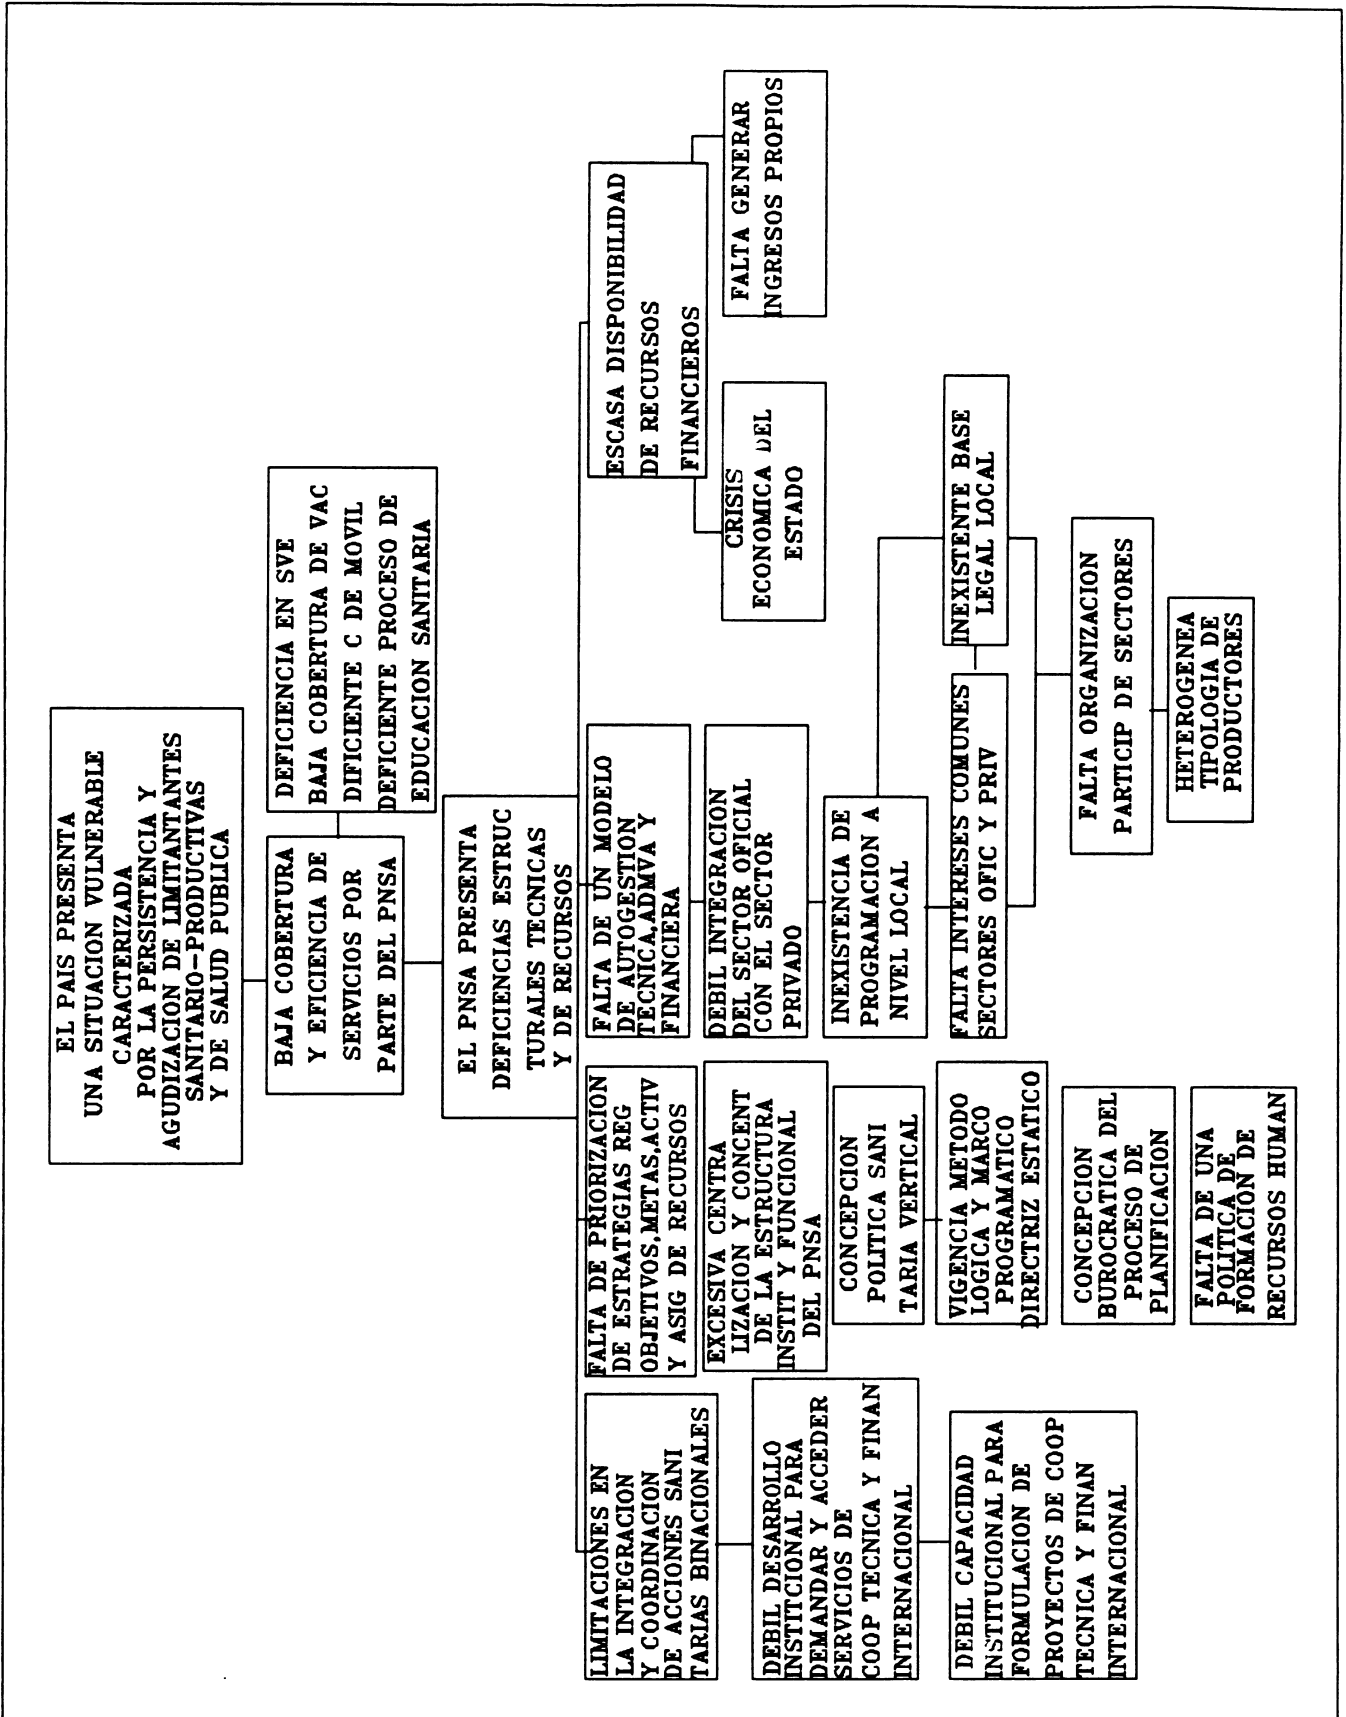 EL PAIS PRESENTA
UNA SITUACION VULNERABLE
CARACTERIZADA
POR LA PERSISTENCIA Y
AGUDIZACION DE LIMITANTANTES
SANITARIO-PRODUCTIVAS
Y DE SALUD PUBLICA
BAJA COBERTURA
Y EFICIENCIA DE
SERVICIOS POR
PARTE DEL PNSA
DEFICIENCIA EN SVE
BAJA COBERTURA DE VAC
DIFICIENTE C DE MOVIL
DEFICIENTE PROCESO DE
EDUCACION SANITARIA
EL PNSA PRESENTA
DEFICIENCIAS ESTRUC
TURALES TECNICAS
Y DE RECURSOS
LIMITACIONES EN
LA INTEGRACION
Y COORDINACION
DE ACCIONES SANI
TARIAS BINACIONALES
DEBIL DESARROLLO
INSTITCIONAL PARA
DEMANDAR Y ACCEDER
SERVICIOS DE
COOP TECNICA Y FINAN
INTERNACIONAL
DEBIL CAPACIDAD
INSTITUCIONAL PARA
FORMULACION DE
PROYECTOS DE COOP
TECNICA Y FINAN
INTERNACIONAL
FALTA DE PRIORIZACION
DE ESTRATEGIAS REG
OBJETIVOS,METAS,ACTIV
Y ASIG DE RECURSOS
EXCESIVA CENTRA
LIZACION Y CONCENT
DE LA ESTRUCTURA
INSTIT Y FUNCIONAL
DEL PNSA
CONCEPCION
POLITICA SANI
TARIA VERTICAL
VIGENCIA METODO
LOGICA Y MARCO
PROGRAMATICO
DIRECTRIZ ESTATICO
CONCEPCION
BUROCRATICA DEL
PROCESO DE
PLANIFICACION
FALTA DE UNA
POLITICA DE
FORMACION DE
RECURSOS HUMAN
FALTA DE UN MODELO
DE AUTOGESTION
TECNICA,ADMVA Y
FINANCIERA
DEBIL INTEGRACION
DEL SECTOR OFICIAL
CON EL SECTOR
PRIVADO
INEXISTENCIA DE
PROGRAMACION A
NIVEL LOCAL
FALTA INTERESES COMUNES
SECTORES OFIC Y PRIV
INEXISTENTE BASE
LEGAL LOCAL
FALTA ORGANIZACION
PARTICIP DE SECTORES
HETEROGENEA
TIPOLOGIA DE
PRODUCTORES
ESCASA DISPONIBILIDAD
DE RECURSOS
FINANCIEROS
CRISIS
ECONOMICA DEL
ESTADO
FALTA GENERAR
INGRESOS PROPIOS